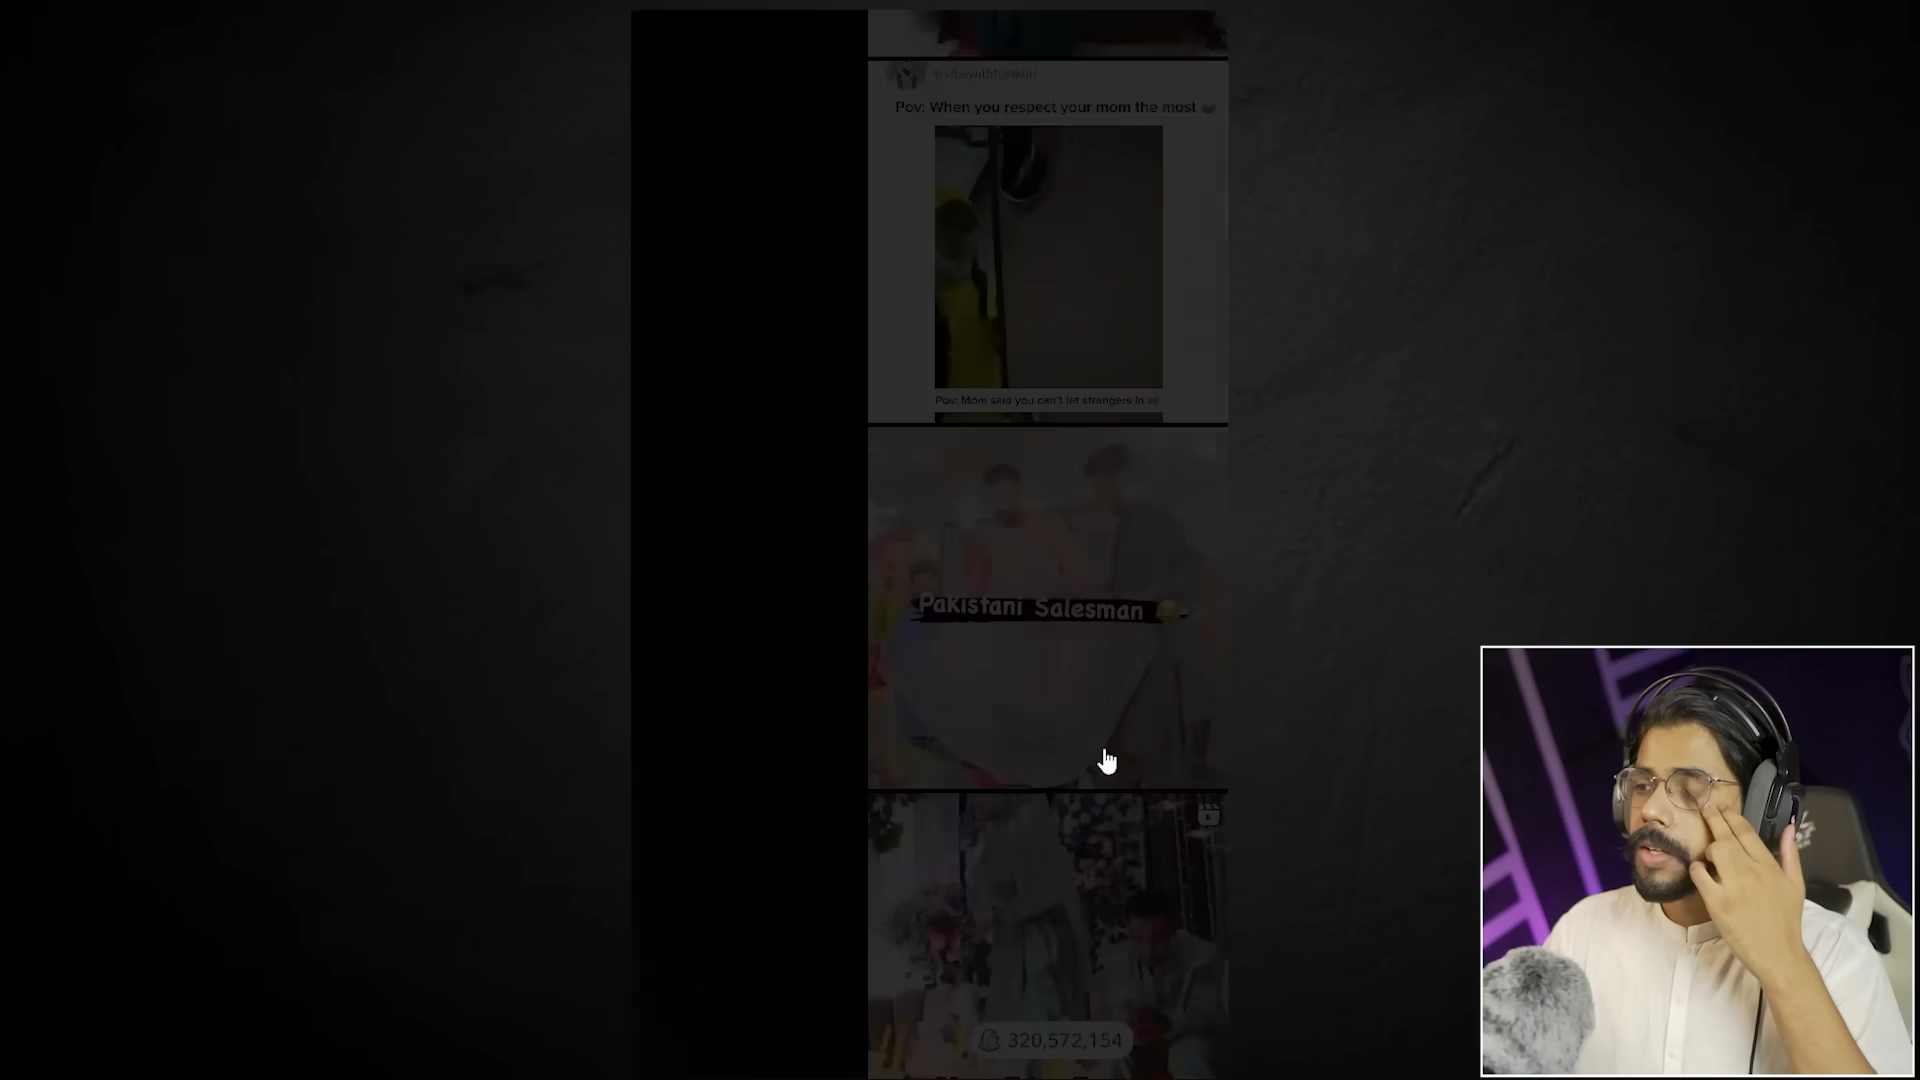 Pov: When you respect your mom the most
Pov: Mom said you can't let strangers in
Pakistani Salesman
320,572,154